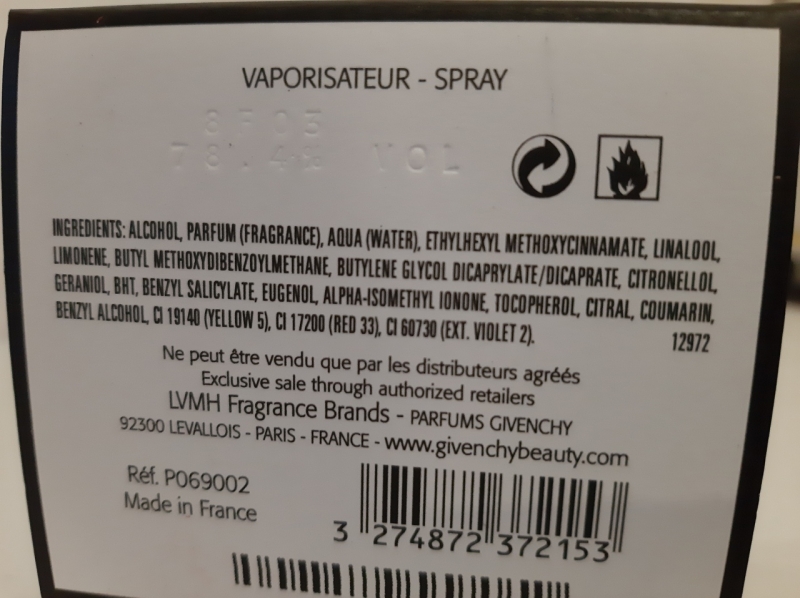 VAPORISATEUR - SPRAY
8F03
78.4% VOL
INGREDIENTS: ALCOHOL, PARFUM (FRAGRANCE), AQUA (WATER), ETHYLHEXYL METHOXYCINNAMATE, LINALOOL,
LIMONENE, BUTYL METHOXYDIBENZOYLMETHANE, BUTYLENE GLYCOL DICAPRYLATE/DICAPRATE, CITRONELLOL,
GERANIOL, BHT, BENZYL SALICYLATE, EUGENOL, ALPHA-ISOMETHYL IONONE, TOCOPHEROL, CITRAL, COUMARIN,
BENZYL ALCOHOL, CI 19140 (YELLOW 5), CI 17200 (RED 33), CI 60730 (EXT. VIOLET 2).
12972
Ne peut être vendu que par les distributeurs agréés
Exclusive sale through authorized retailers
LVMH Fragrance Brands - PARFUMS GIVENCHY
92300 LEVALLOIS - PARIS - FRANCE - www.givenchybeauty.com
Réf. P069002
Made in France
3 274872 372153